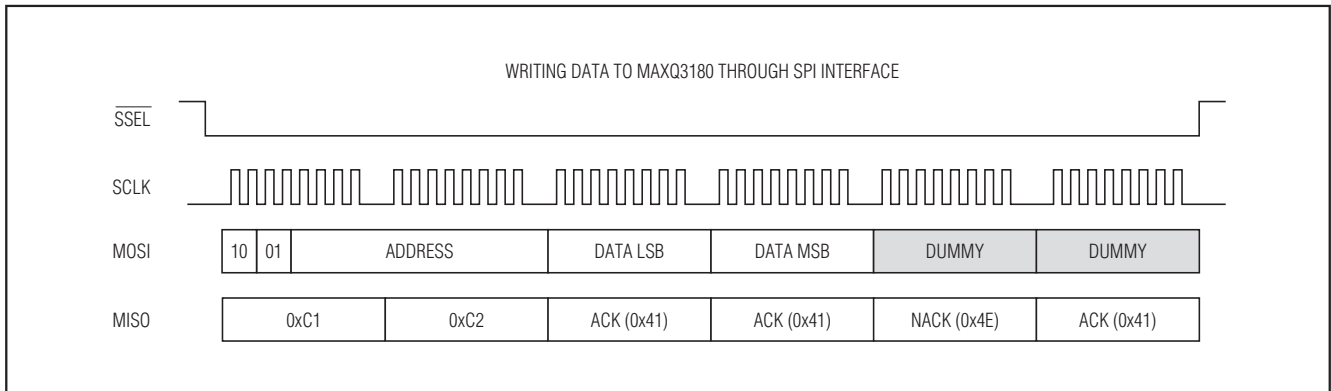 WRITING DATA TO MAXQ3180 THROUGH SPI INTERFACE
SSEL
SCLK
MOSI 10 01 ADDRESS DATA LSB DATA MSB DUMMY DUMMY
MISO 0xC1 0xC2 ACK (0x41) ACK (0x41) NACK (0x4E) ACK (0x41)